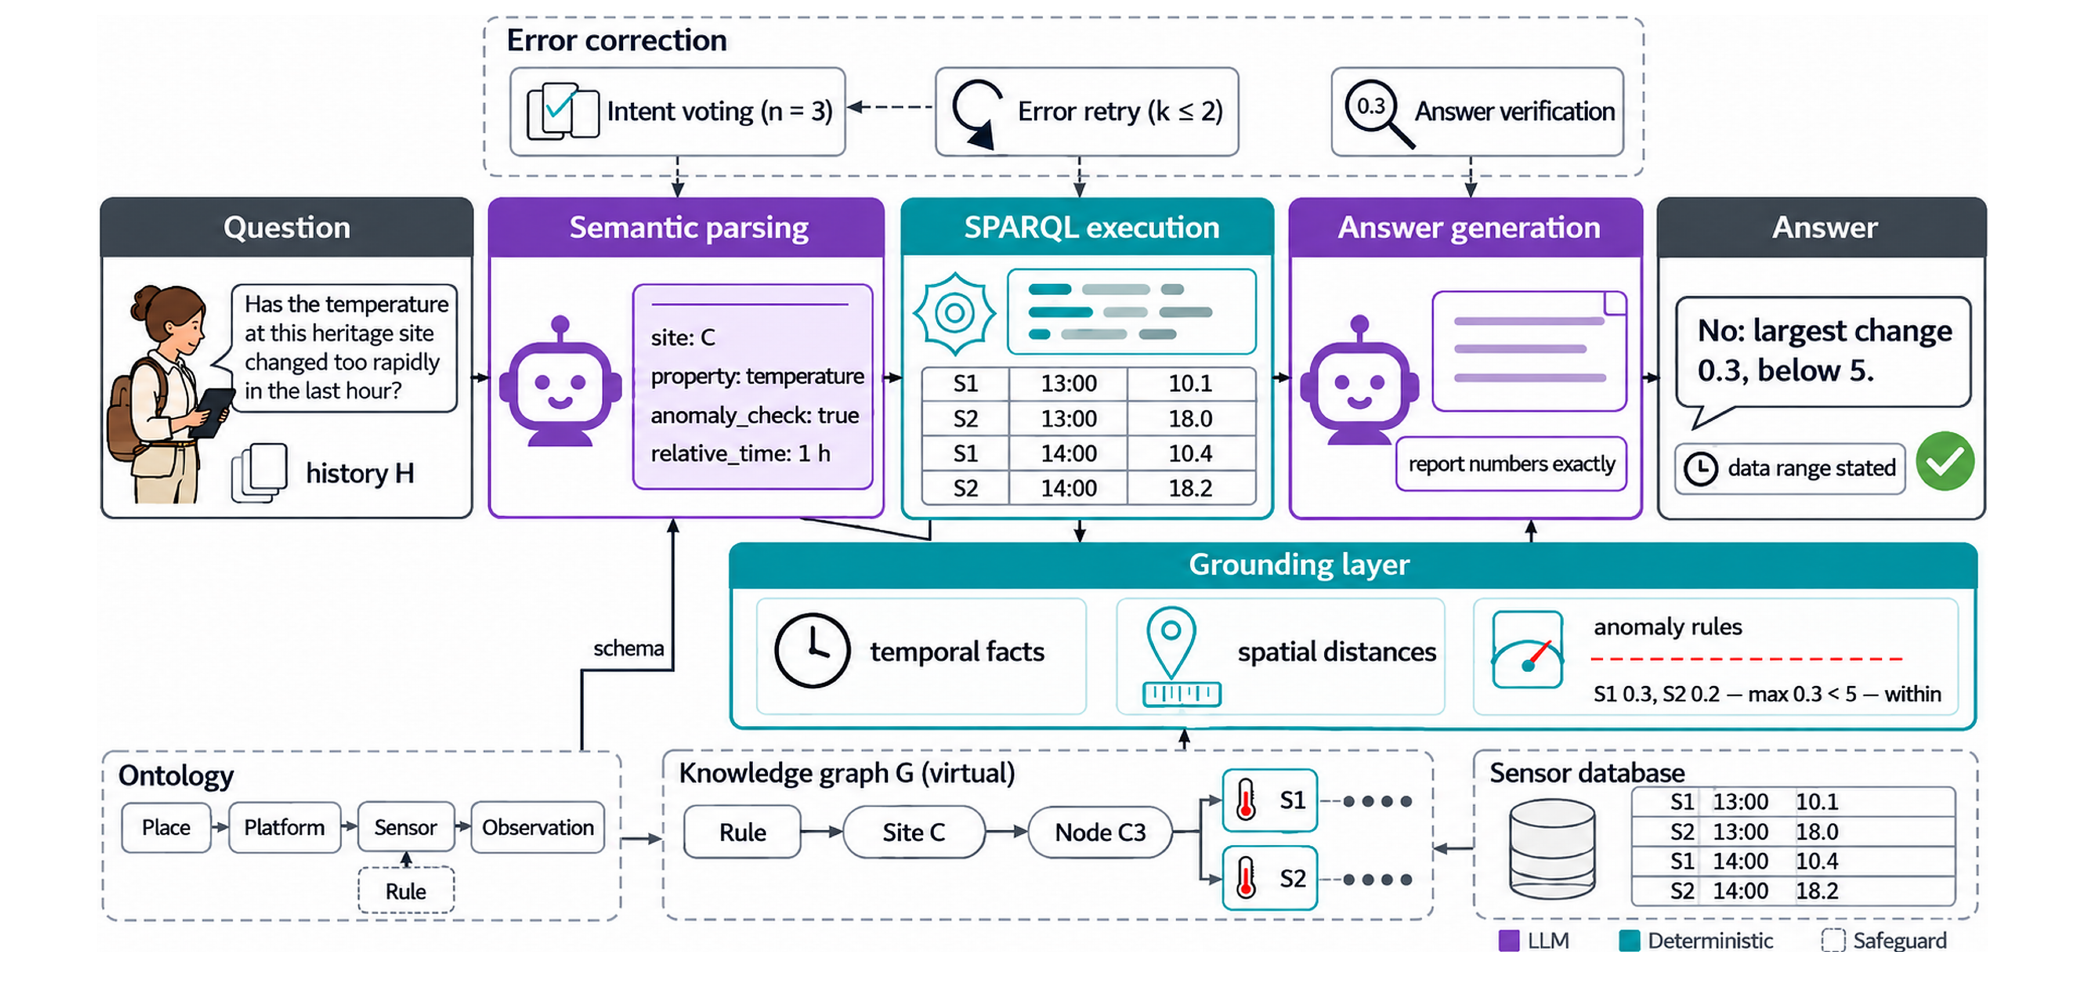 Error correction
Intent voting (n = 3)
Error retry (k ≤ 2)
0.3
Answer verification
Question
Has the temperature
at this heritage site
changed too rapidly
in the last hour?
history H
Semantic parsing
site: C
property: temperature
anomaly_check: true
relative_time: 1 h
SPARQL execution
S1 13:00 10.1
S2 13:00 18.0
S1 14:00 10.4
S2 14:00 18.2
Answer generation
report numbers exactly
Answer
No: largest change
0.3, below 5.
data range stated
Grounding layer
temporal facts
spatial distances
anomaly rules
S1 0.3, S2 0.2 — max 0.3 < 5 — within
schema
Ontology
Place
Platform
Sensor
Observation
Rule
Knowledge graph G (virtual)
Rule
Site C
Node C3
S1
S2
Sensor database
S1 13:00 10.1
S2 13:00 18.0
S1 14:00 10.4
S2 14:00 18.2
LLM
Deterministic
Safeguard